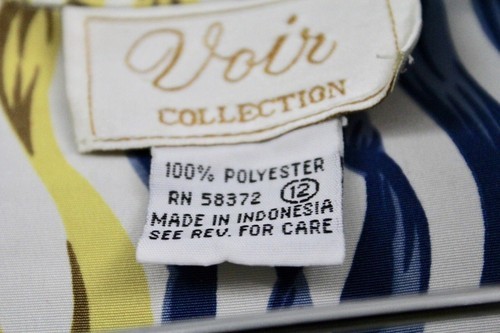 Voir
COLLECTION
100% POLYESTER
RN 58372 12
MADE IN INDONESIA
SEE REV. FOR CARE